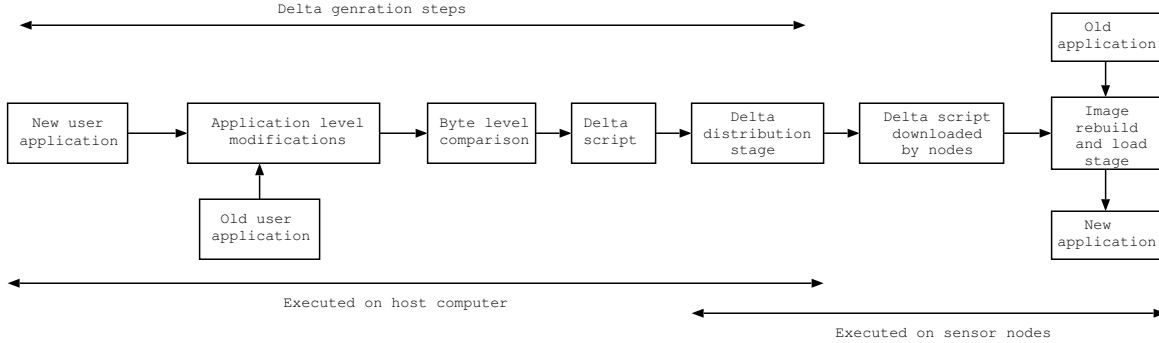 Delta genration steps
Old
application
New user
application
Application level
modifications
Byte level
comparison
Delta
script
Delta
distribution
stage
Delta script
downloaded
by nodes
Image
rebuild
and load
stage
Old user
application
New
application
Executed on host computer
Executed on sensor nodes